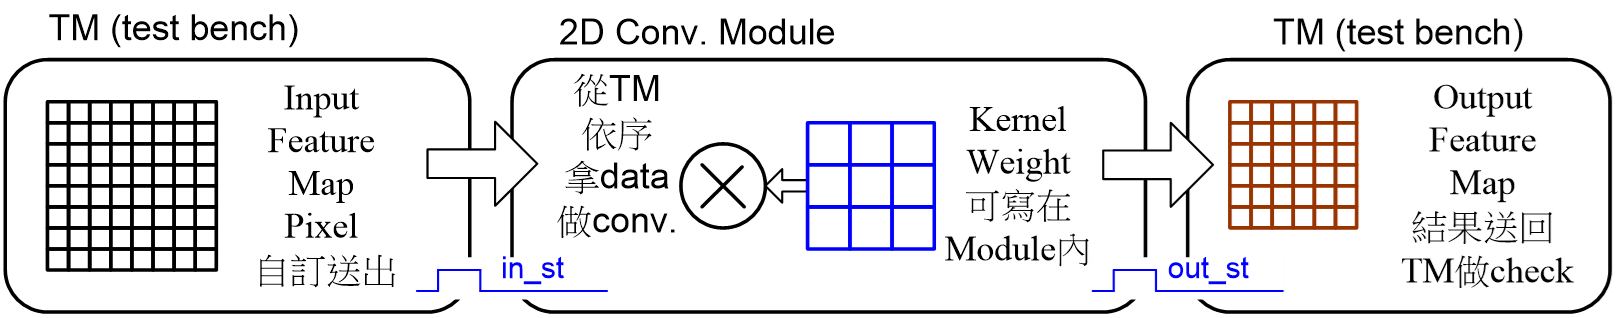 TM (test bench)
Input
Feature
Map
Pixel
自訂送出
in_st
2D Conv. Module
從TM
依序
拿data
做conv.
Kernel
Weight
可寫在
Module內
out_st
TM (test bench)
Output
Feature
Map
結果送回
TM做check